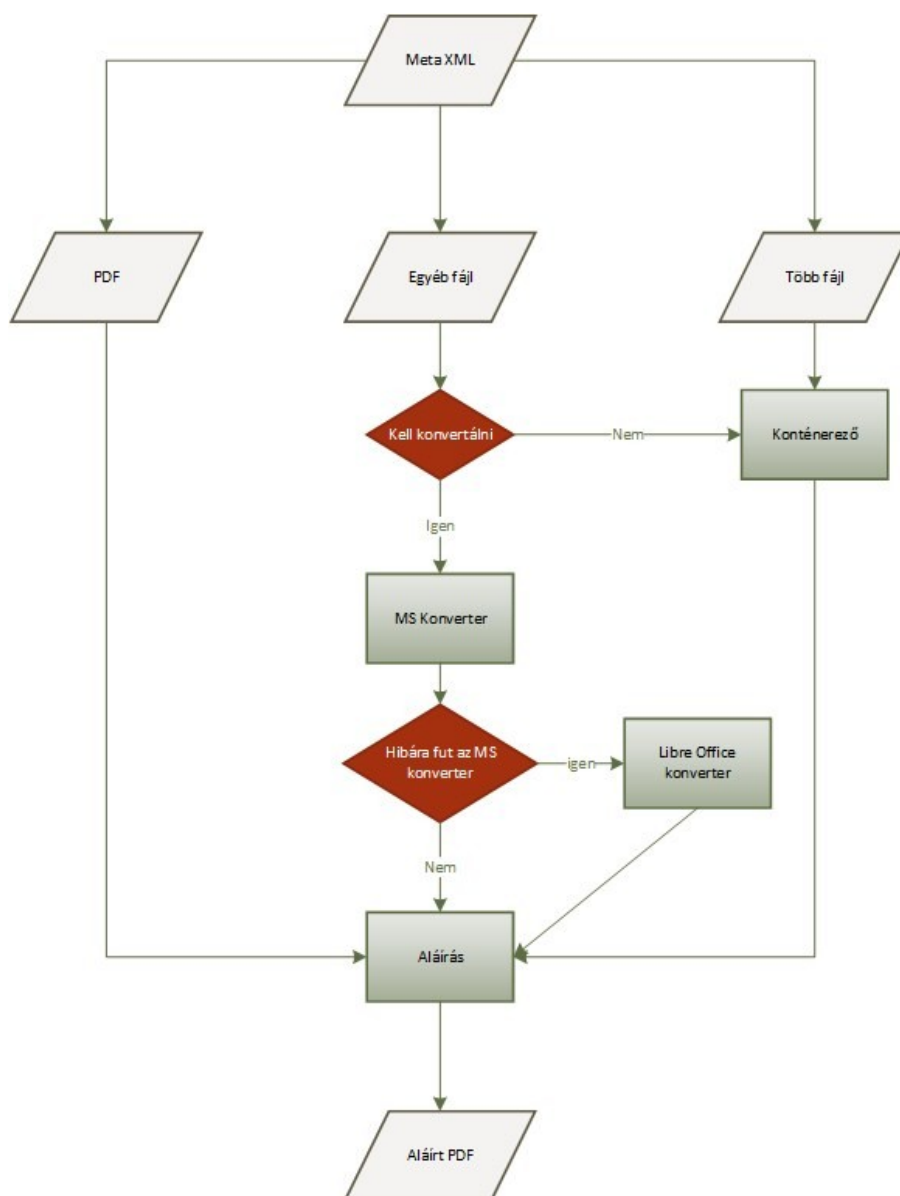 Meta XML
PDF
Egyéb fájl
Több fájl
Kell konvertálni
Nem
Konténerező
Igen
MS Konverter
Hibára fut az MS
konverter
igen
Libre Office
konverter
Nem
Aláírás
Aláírt PDF